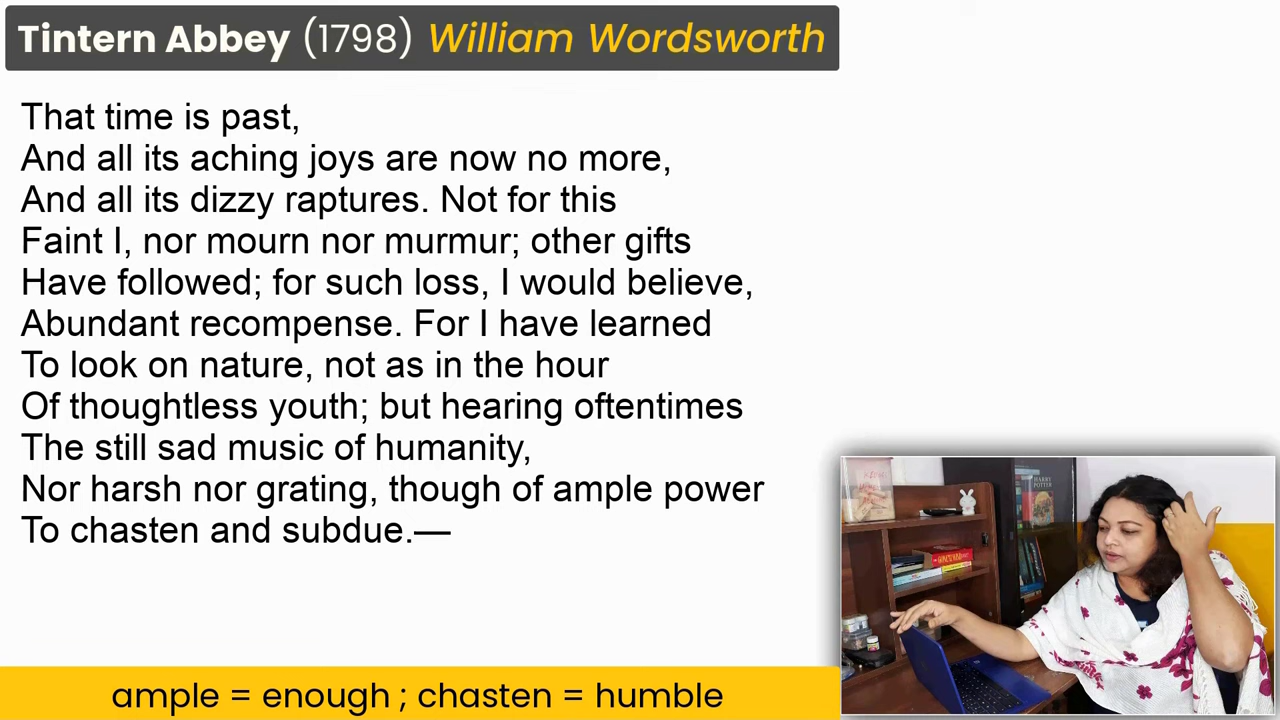 Tintern Abbey (1798) William Wordsworth
That time is past,
And all its aching joys are now no more,
And all its dizzy raptures. Not for this
Faint I, nor mourn nor murmur; other gifts
Have followed; for such loss, I would believe,
Abundant recompense. For I have learned
To look on nature, not as in the hour
Of thoughtless youth; but hearing oftentimes
The still sad music of humanity,
Nor harsh nor grating, though of ample power
To chasten and subdue.—
HARRY
POTTER
ample = enough ; chasten = humble